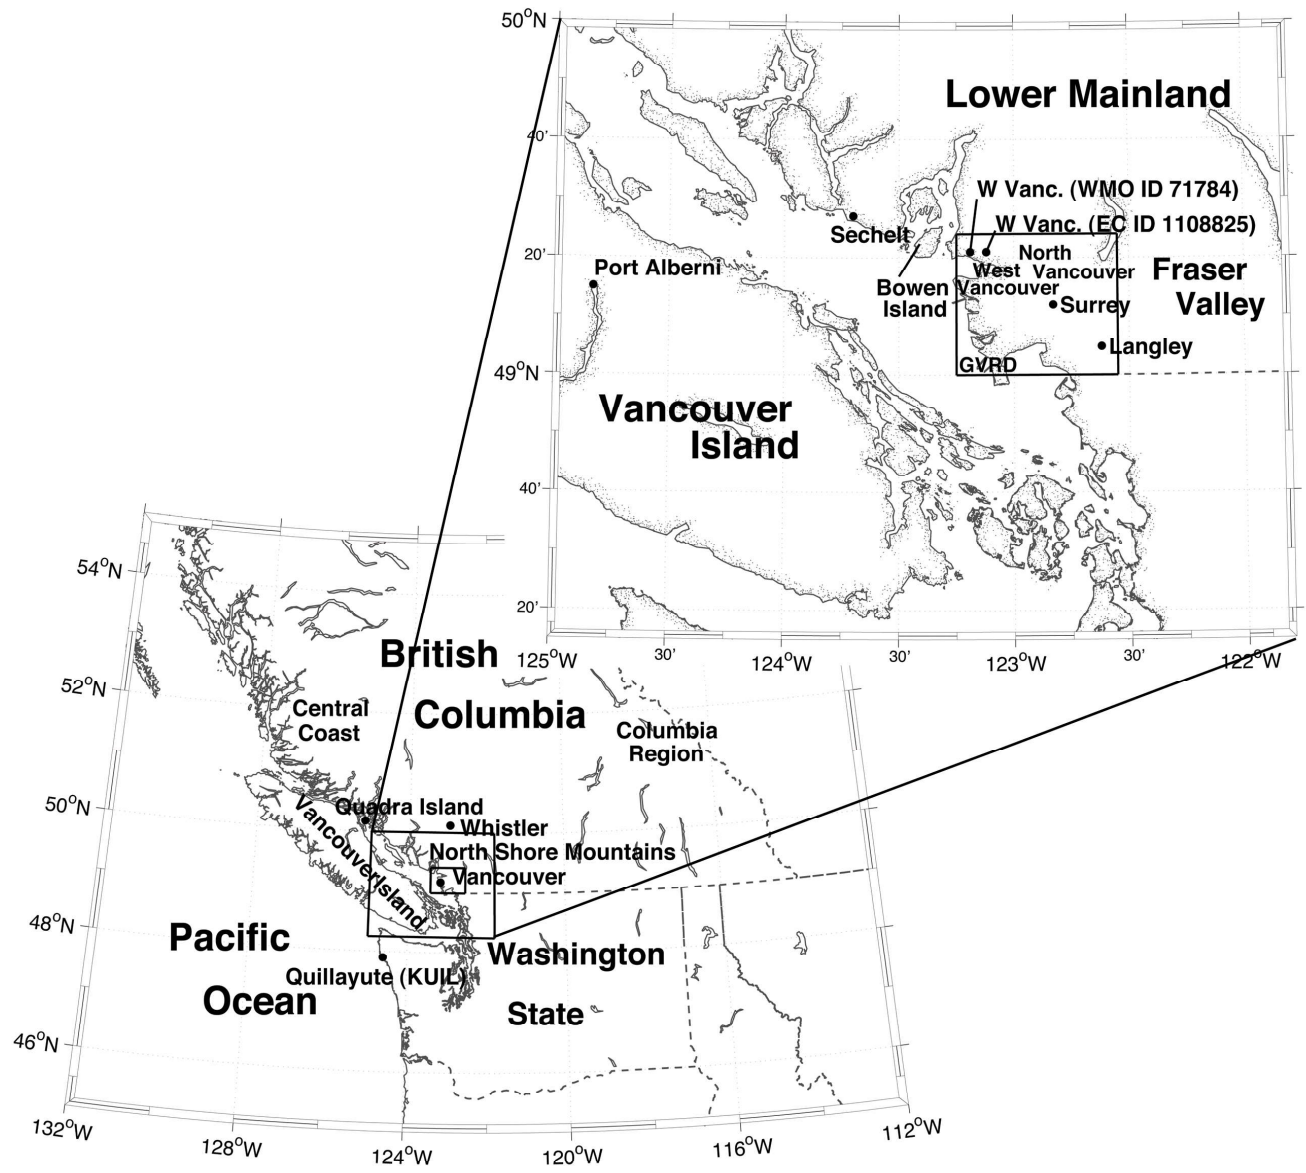 50°N
Lower Mainland
40'
W Vanc. (WMO ID 71784)
W Vanc. (EC ID 1108825)
Sechelt
20'
North
Vancouver
West
Vancouver
Port Alberni
Fraser
Valley
Bowen
Island
Surrey
Langley
GVRD
49°N
Vancouver
Island
40'
20'
125°W
30'
124°W
30'
123°W
30'
122°W
54°N
British
Columbia
52°N
Central
Coast
Columbia
Region
50°N
Quadra Island
Whistler
Vancouver Island
North Shore Mountains
Vancouver
48°N
Pacific
Ocean
Washington
State
Quillayute (KUIL)
46°N
132°W
128°W
124°W
120°W
116°W
112°W